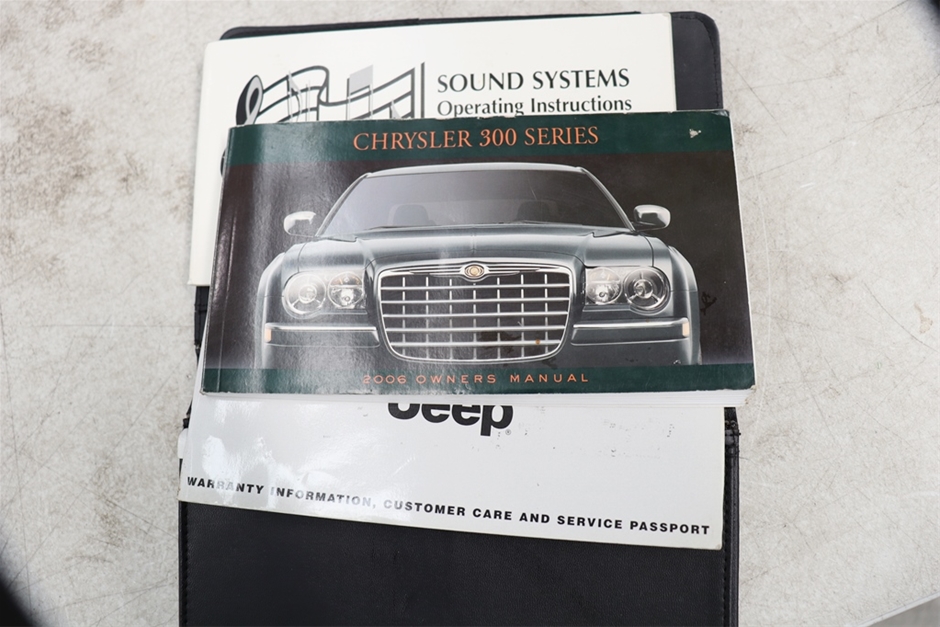 SOUND SYSTEMS
Operating Instructions
CHRYSLER 300 SERIES
2006 OWNERS MANUAL
Jeep®
WARRANTY INFORMATION, CUSTOMER CARE AND SERVICE PASSPORT